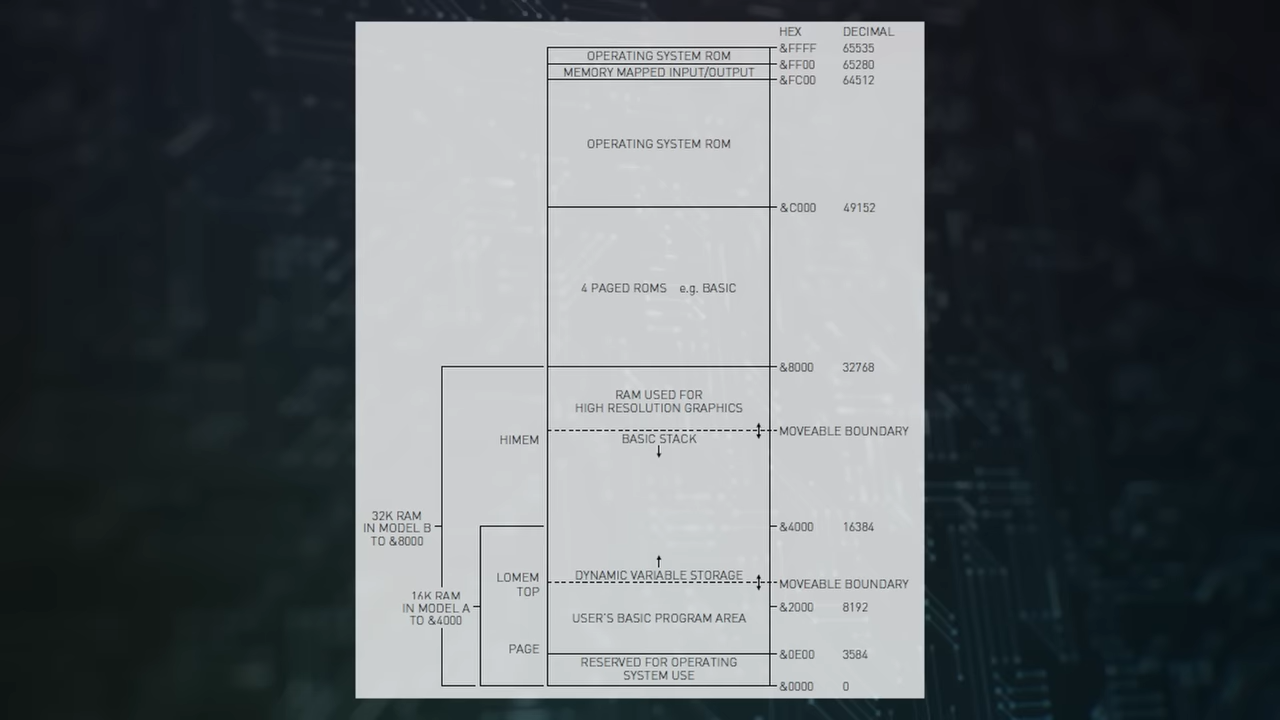 HEX DECIMAL
OPERATING SYSTEM ROM &FFFF 65535
&FF00 65280
MEMORY MAPPED INPUT/OUTPUT
&FC00 64512
OPERATING SYSTEM ROM
&C000 49152
4 PAGED ROMS e.g. BASIC
&8000 32768
RAM USED FOR
HIGH RESOLUTION GRAPHICS
MOVEABLE BOUNDARY
HIMEM BASIC STACK
32K RAM
IN MODEL B
TO &8000
&4000 16384
LOMEM
TOP
DYNAMIC VARIABLE STORAGE
MOVEABLE BOUNDARY
16K RAM
IN MODEL A
TO &4000
&2000 8192
USER'S BASIC PROGRAM AREA
PAGE
&0E00 3584
RESERVED FOR OPERATING
SYSTEM USE
&0000 0